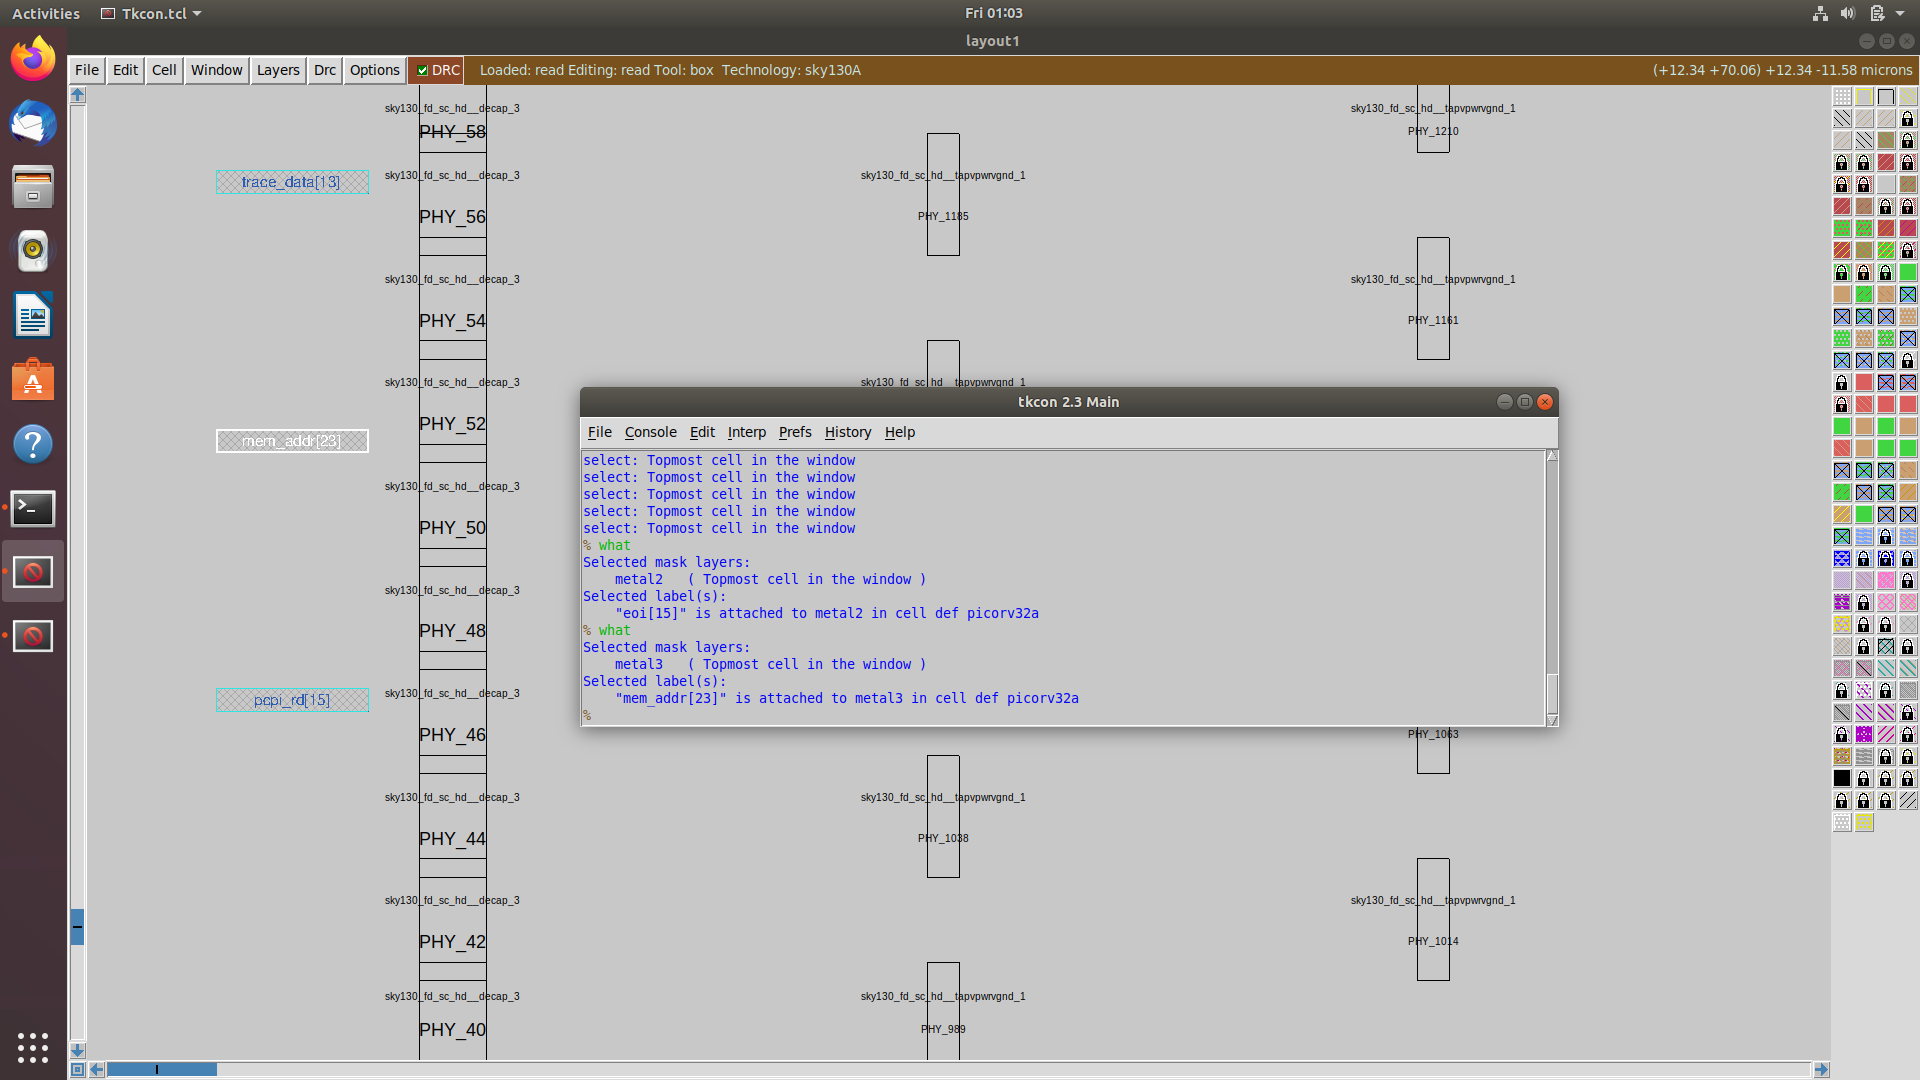 Activities
Tkcon.tcl
Fri 01:03
layout1
File Edit Cell Window Layers Drc Options DRC Loaded: read Editing: read Tool: box Technology: sky130A (+12.34 +70.06) +12.34 -11.58 microns
sky130_fd_sc_hd__decap_3
sky130_fd_sc_hd__tapvpwrvgnd_1
PHY_58
PHY_1210
trace_data[13]
sky130_fd_sc_hd__decap_3
sky130_fd_sc_hd__tapvpwrvgnd_1
PHY_56
PHY_1185
sky130_fd_sc_hd__decap_3
sky130_fd_sc_hd__tapvpwrvgnd_1
PHY_54
PHY_1161
sky130_fd_sc_hd__decap_3
sky130_fd_sc_hd__tapvpwrvgnd_1
PHY_52
mem_addr[23]
sky130_fd_sc_hd__decap_3
PHY_50
sky130_fd_sc_hd__decap_3
PHY_48
pcpi_rd[15]
sky130_fd_sc_hd__decap_3
PHY_46
PHY_1063
sky130_fd_sc_hd__decap_3
sky130_fd_sc_hd__tapvpwrvgnd_1
PHY_44
PHY_1038
sky130_fd_sc_hd__decap_3
sky130_fd_sc_hd__tapvpwrvgnd_1
PHY_42
PHY_1014
sky130_fd_sc_hd__decap_3
sky130_fd_sc_hd__tapvpwrvgnd_1
PHY_40
PHY_989
tkcon 2.3 Main
File Console Edit Interp Prefs History Help
select: Topmost cell in the window
select: Topmost cell in the window
select: Topmost cell in the window
select: Topmost cell in the window
select: Topmost cell in the window
% what
Selected mask layers:
metal2 ( Topmost cell in the window )
Selected label(s):
"eoi[15]" is attached to metal2 in cell def picorv32a
% what
Selected mask layers:
metal3 ( Topmost cell in the window )
Selected label(s):
"mem_addr[23]" is attached to metal3 in cell def picorv32a
%